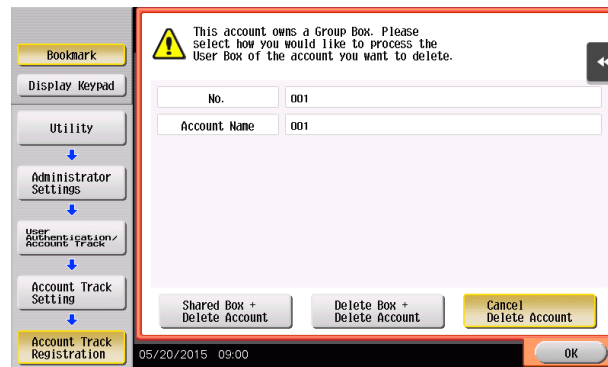 Bookmark
Display Keypad
Utility
Administrator
Settings
User
Authentication/
Account Track
Account Track
Setting
Account Track
Registration
This account owns a Group Box. Please
select how you would like to process the
User Box of the account you want to delete.
No.
001
Account Name
001
Shared Box +
Delete Account
Delete Box +
Delete Account
Cancel
Delete Account
05/20/2015 09:00
OK